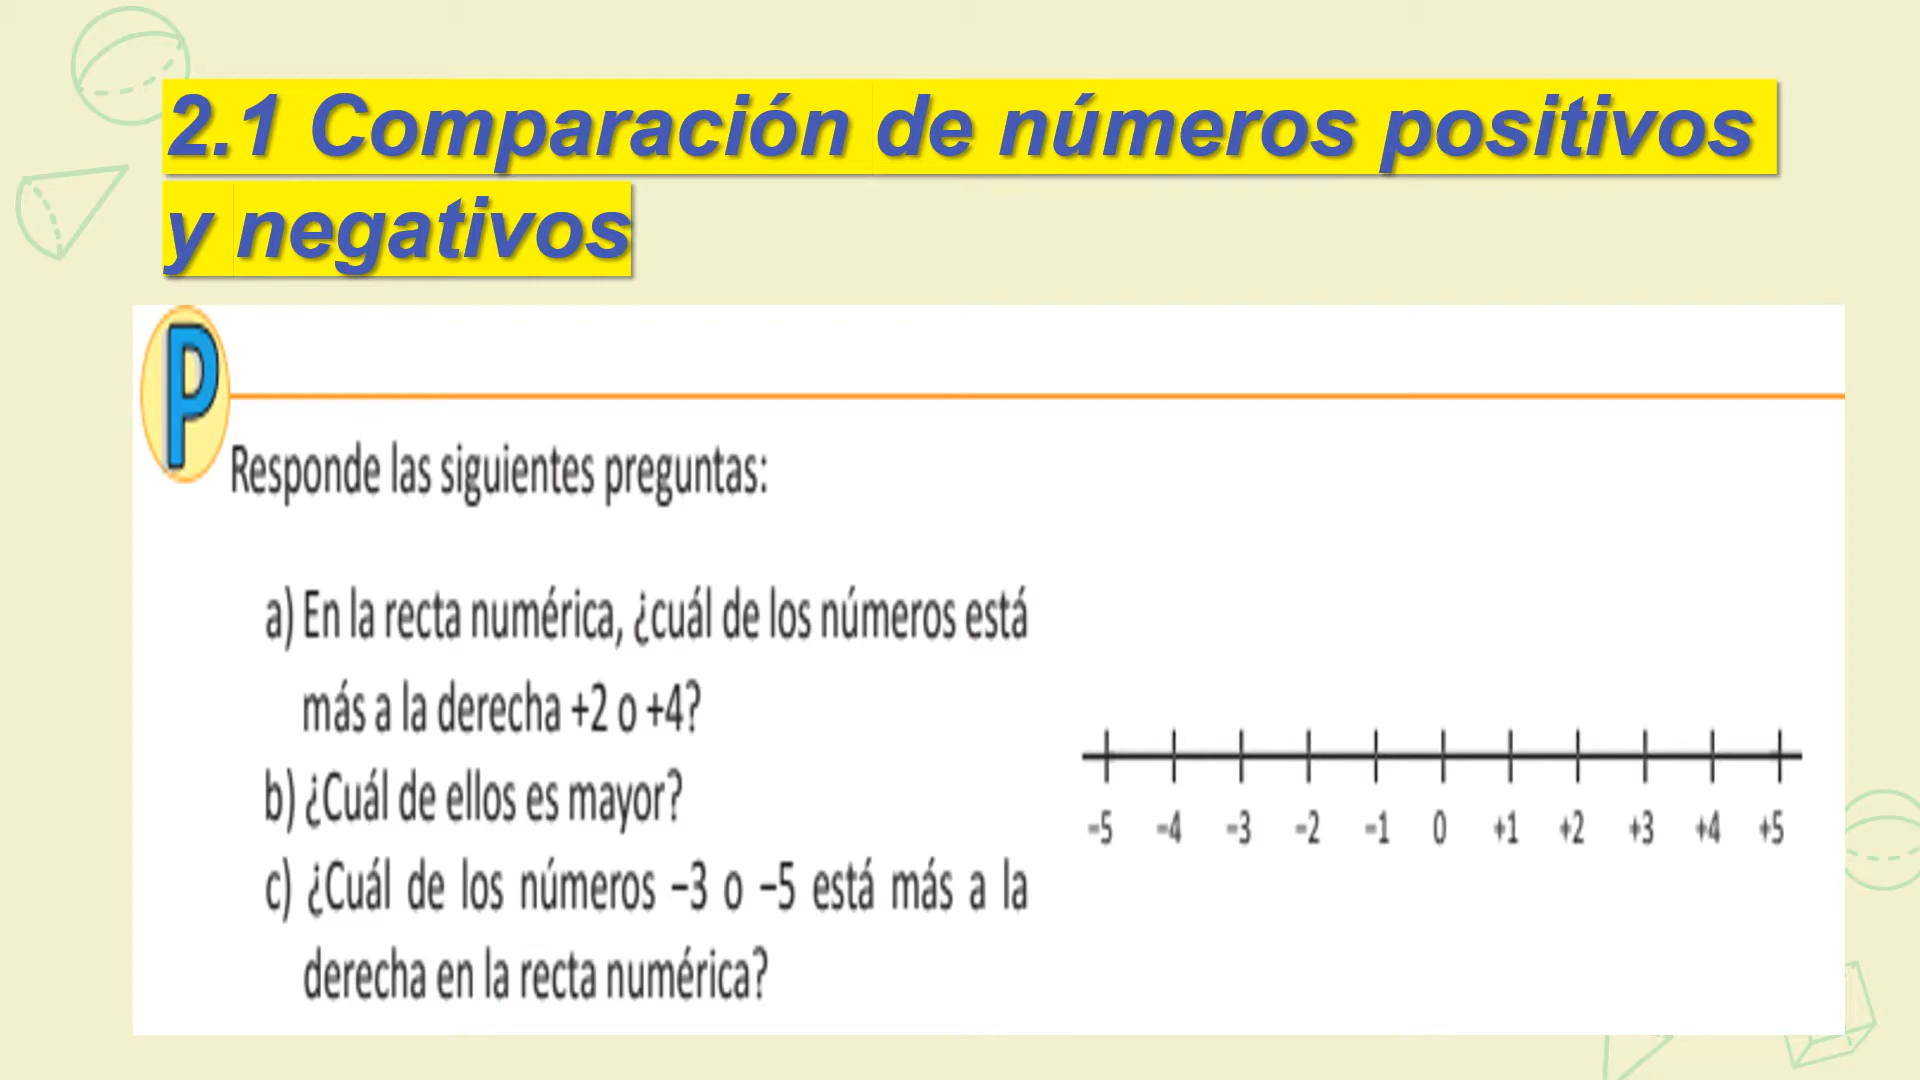 2.1 Comparación de números positivos
y negativos
P
Responde las siguientes preguntas:
a) En la recta numérica, ¿cuál de los números está
más a la derecha +2 o +4?
b) ¿Cuál de ellos es mayor?
c) ¿Cuál de los números −3 o −5 está más a la
derecha en la recta numérica?
−5 −4 −3 −2 −1 0 +1 +2 +3 +4 +5